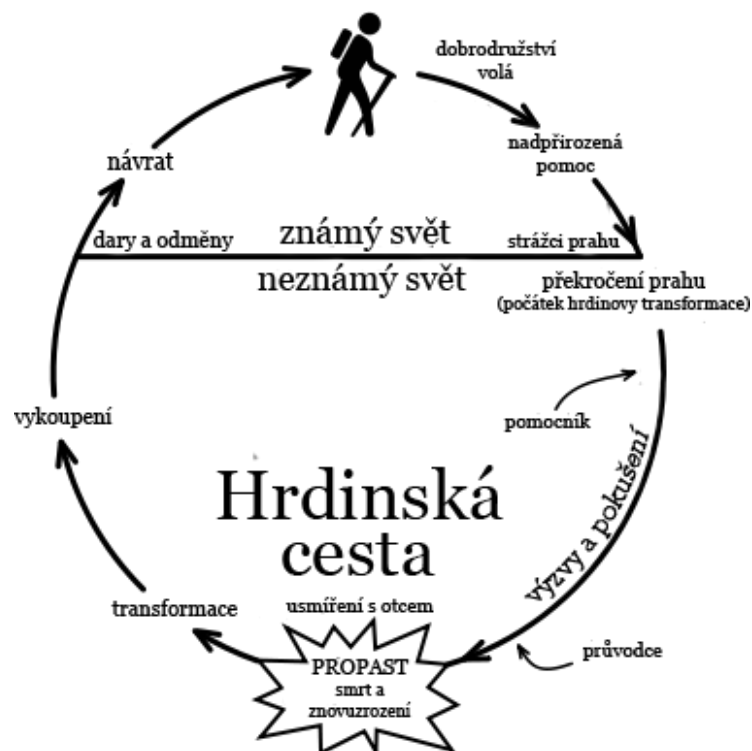 dobrodružství
volá
nadpřirozená
pomoc
návrat
dary a odměny
známý svět
strážci prahu
neznámý svět
překročení prahu
(počátek hrdinovy transformace)
pomocník
vykoupení
výzvy a pokušení
Hrdinská
cesta
transformace
usmíření s otcem
průvodce
PROPAST
smrt a
znovuzrození